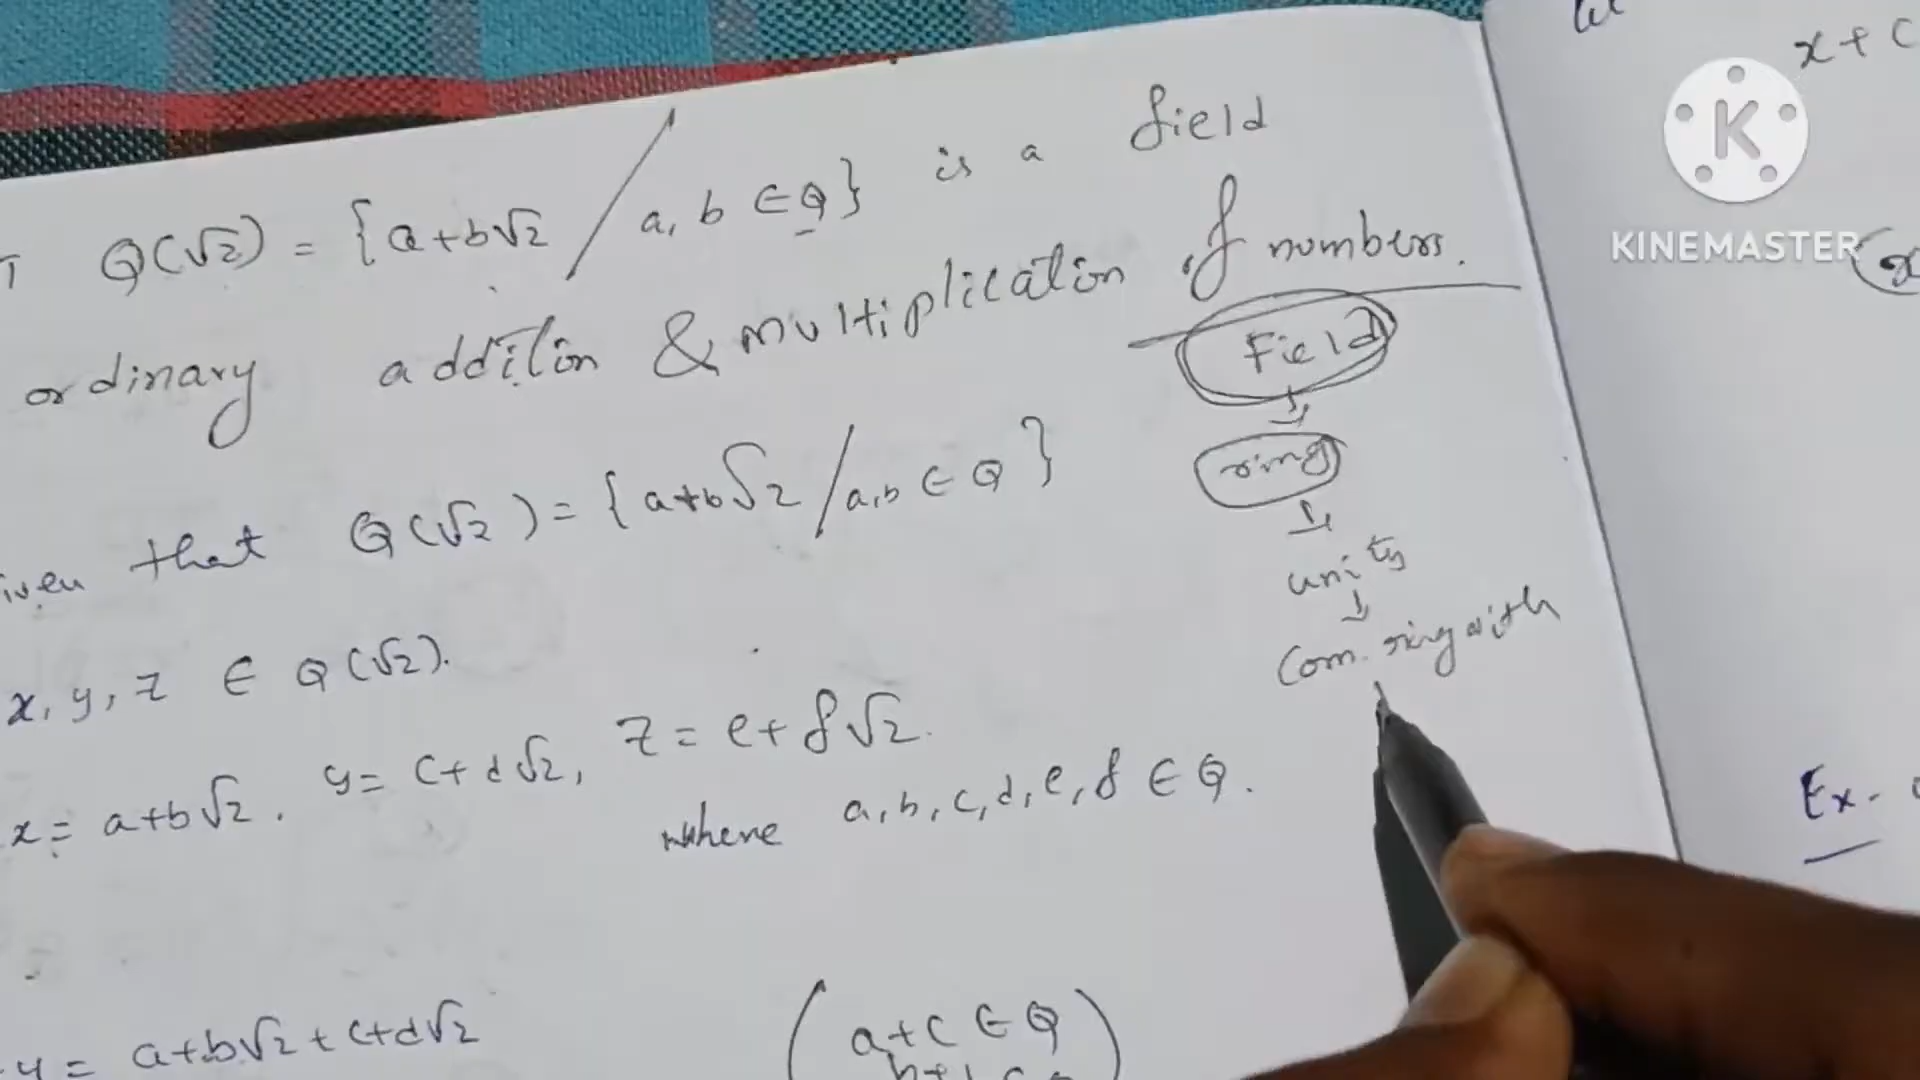 T Q(√2) = {a+b√2 / a, b ∈ Q} is a field
ordinary addition & multiplication of numbers.
Field
ring
unity
Com. ring with
iven that Q(√2) = {a+b√2 / a,b ∈ Q}
x, y, z ∈ Q(√2).
x = a+b√2, y = c+d√2, z = e+f√2.
where a, b, c, d, e, f ∈ Q.
y = a+b√2 + c+d√2
(a+c ∈ Q)
x + c
KINEMASTER
Ex.